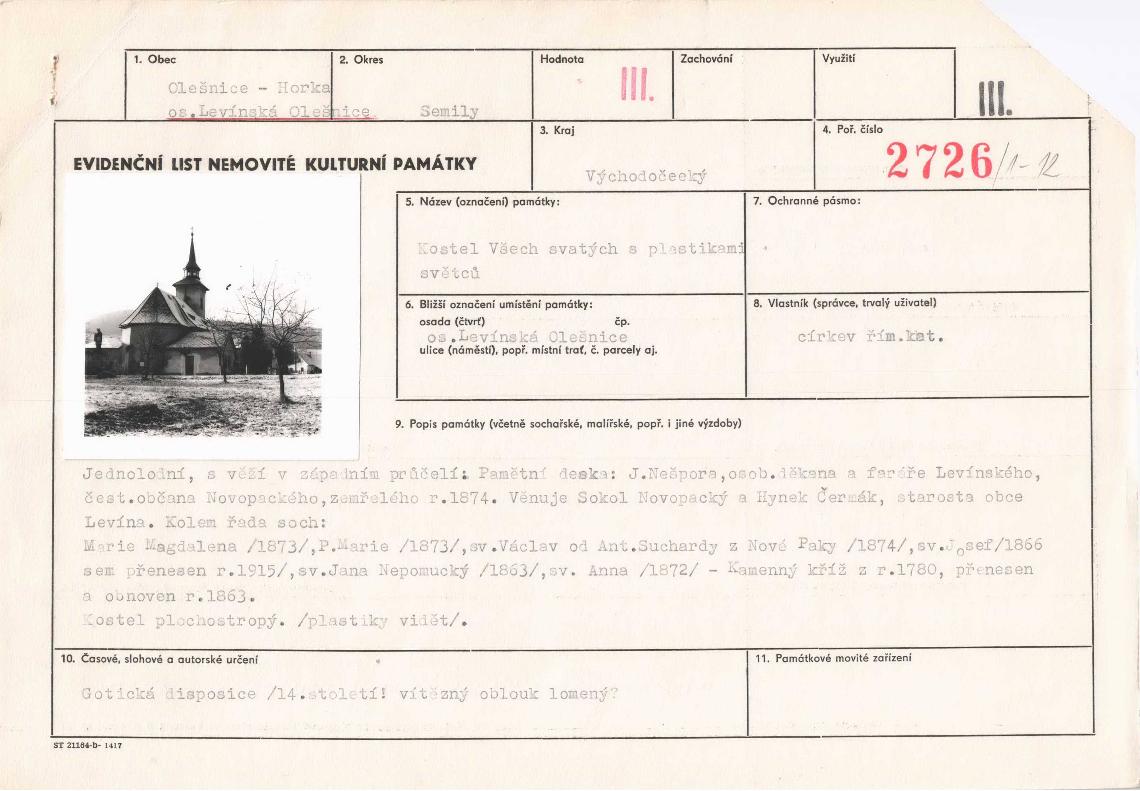 1. Obec
Olešnice - Horka
os.Levínská Olešnice
2. Okres
Semily
Hodnota
III.
Zachování
Využití
III.
EVIDENČNÍ LIST NEMOVITÉ KULTURNÍ PAMÁTKY
3. Kraj
Východočeeký
4. Poř. číslo
2726/1-12
5. Název (označení) památky:
Kostel Všech svatých s plastikami
světců
7. Ochranné pásmo:
6. Bližší označení umístění památky:
osada (čtvrť) čp.
os.Levínská Olešnice
ulice (náměstí), popř. místní trať, č. parcely aj.
8. Vlastník (správce, trvalý uživatel)
církev řím.kat.
9. Popis památky (včetně sochařské, malířské, popř. i jiné výzdoby)
Jednolodní, s věží v západním průčelí: Pamětní deska: J.Nešpora,osob.děkana a faráře Levínského,
čest.občana Novopackého,zemřelého r.1874. Věnuje Sokol Novopacký a Hynek Čermák, starosta obce
Levína. Kolem řada soch:
Marie Magdalena /1873/,P.Marie /1873/,sv.Václav od Ant.Suchardy z Nové Paky /1874/,sv.Josef/1866
sem přenesen r.1915/,sv.Jana Nepomucký /1863/,sv. Anna /1872/ - Kamenný kříž z r.1780, přenesen
a obnoven r.1863.
Kostel plochostropý. /plastiky vidět/.
10. Časové, slohové a autorské určení
Gotická disposice /14.století! vítězný oblouk lomený?
11. Památkové movité zařízení
ST 21184-b- 1417